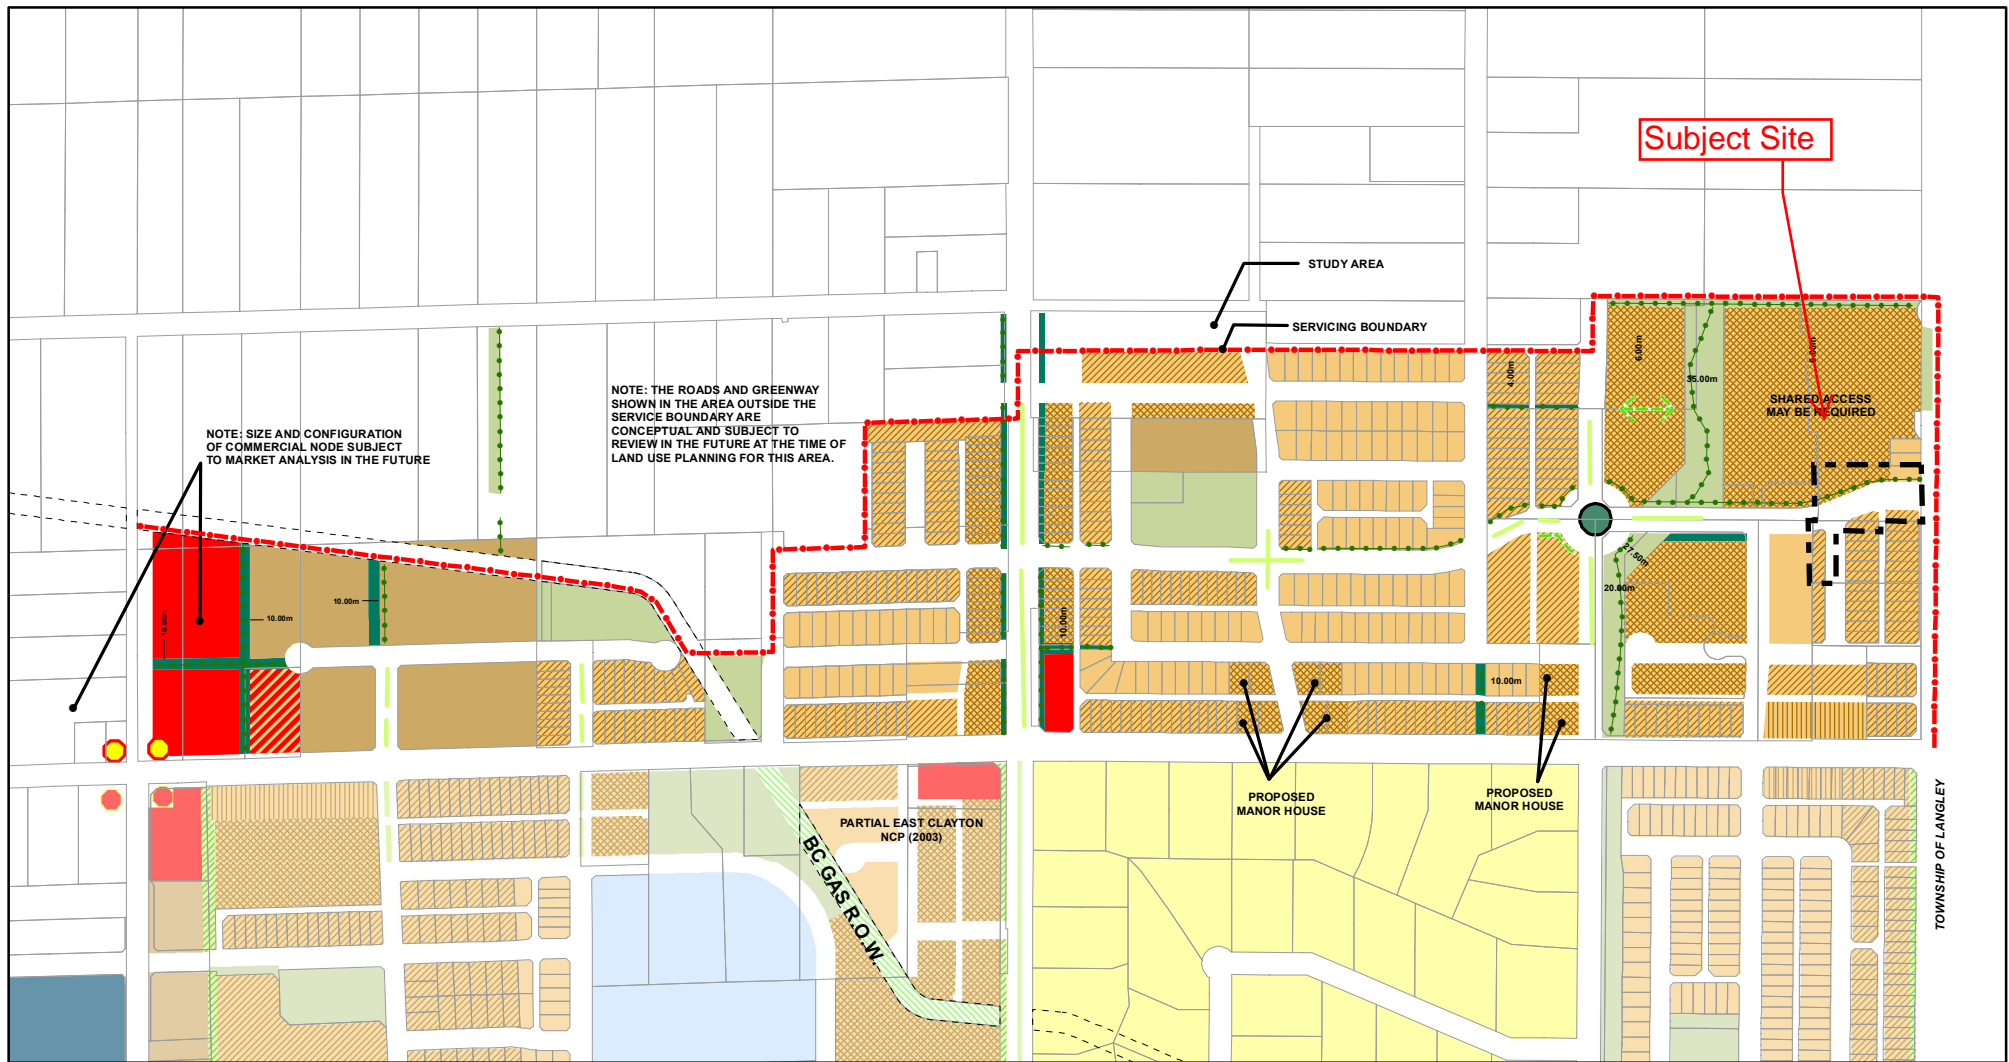 Subject Site
STUDY AREA
SERVICING BOUNDARY
6.00m
4.00m
35.00m
SHARED ACCESS
MAY BE REQUIRED
NOTE: THE ROADS AND GREENWAY
SHOWN IN THE AREA OUTSIDE THE
SERVICE BOUNDARY ARE
CONCEPTUAL AND SUBJECT TO
REVIEW IN THE FUTURE AT THE TIME OF
LAND USE PLANNING FOR THIS AREA.
NOTE: SIZE AND CONFIGURATION
OF COMMERCIAL NODE SUBJECT
TO MARKET ANALYSIS IN THE FUTURE
27.50m
20.00m
10.00m
10.00m
10.00m
10.00m
10.00m
PROPOSED
MANOR HOUSE
PROPOSED
MANOR HOUSE
PARTIAL EAST CLAYTON
NCP (2003)
BC GAS R.O.W.
TOWNSHIP OF LANGLEY